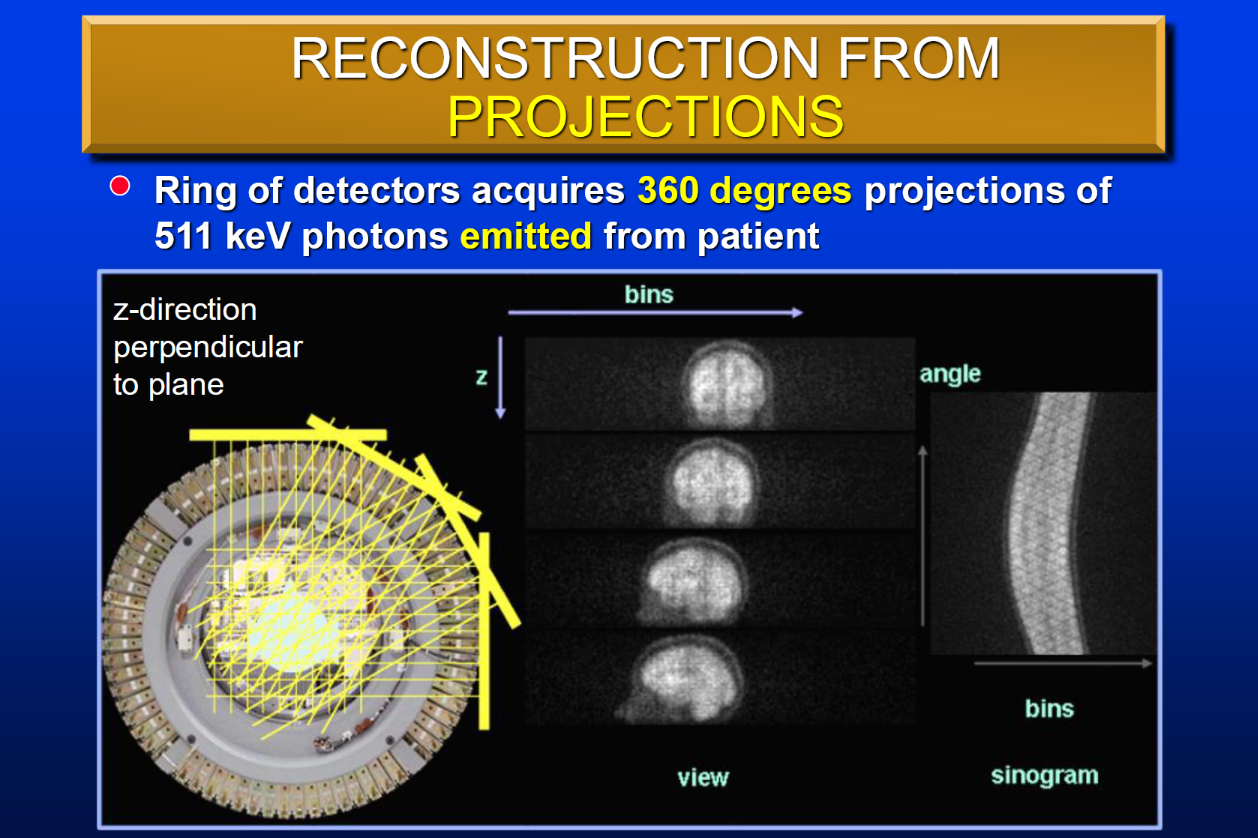 RECONSTRUCTION FROM
PROJECTIONS
Ring of detectors acquires 360 degrees projections of
511 keV photons emitted from patient
z-direction
perpendicular
to plane
bins
z
angle
bins
view
sinogram